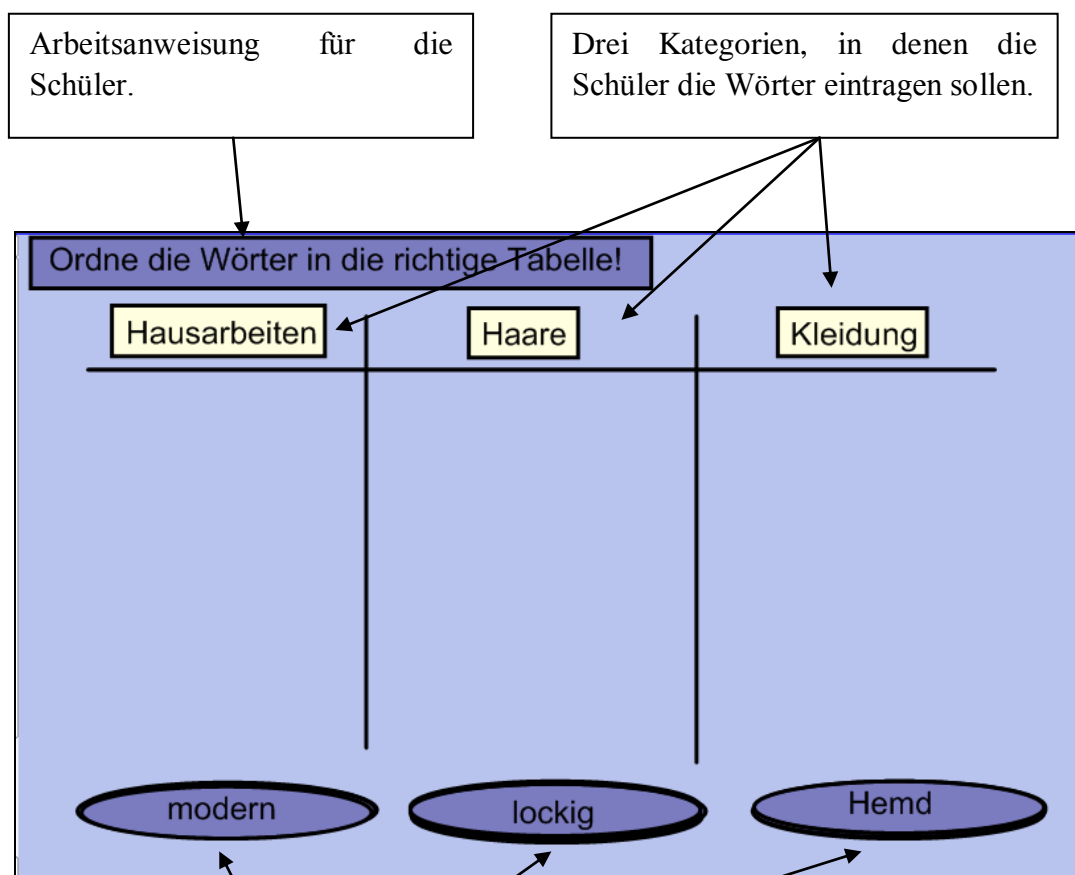 Arbeitsanweisung für die
Schüler.
Drei Kategorien, in denen die
Schüler die Wörter eintragen sollen.
Ordne die Wörter in die richtige Tabelle!
Hausarbeiten
Haare
Kleidung
modern
lockig
Hemd